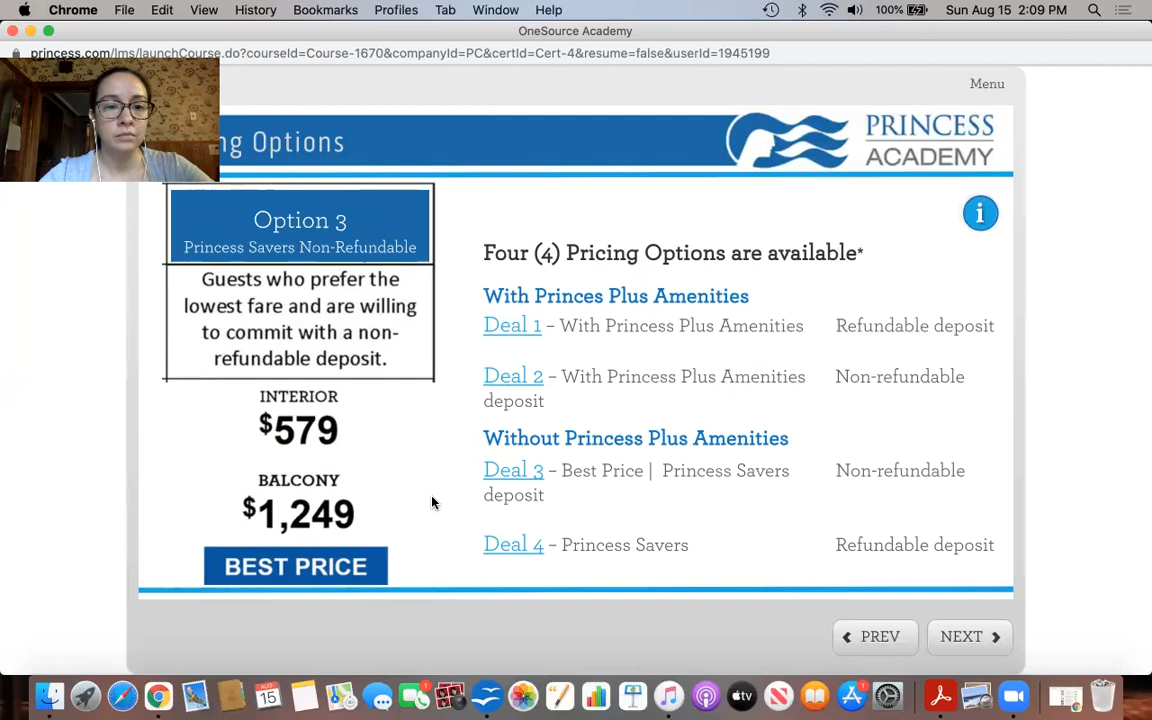 Chrome File Edit View History Bookmarks Profiles Tab Window Help 100% Sun Aug 15 2:09 PM
OneSource Academy
princess.com/lms/launchCourse.do?courseId=Course-1670&companyId=PC&certId=Cert-4&resume=false&userId=1945199
Menu
ng Options
PRINCESS
ACADEMY
Option 3
Princess Savers Non-Refundable
Guests who prefer the
lowest fare and are willing
to commit with a non-
refundable deposit.
INTERIOR
$579
BALCONY
$1,249
BEST PRICE
i
Four (4) Pricing Options are available*
With Princes Plus Amenities
Deal 1 – With Princess Plus Amenities Refundable deposit
Deal 2 – With Princess Plus Amenities Non-refundable
deposit
Without Princess Plus Amenities
Deal 3 – Best Price | Princess Savers Non-refundable
deposit
Deal 4 – Princess Savers Refundable deposit
PREV NEXT